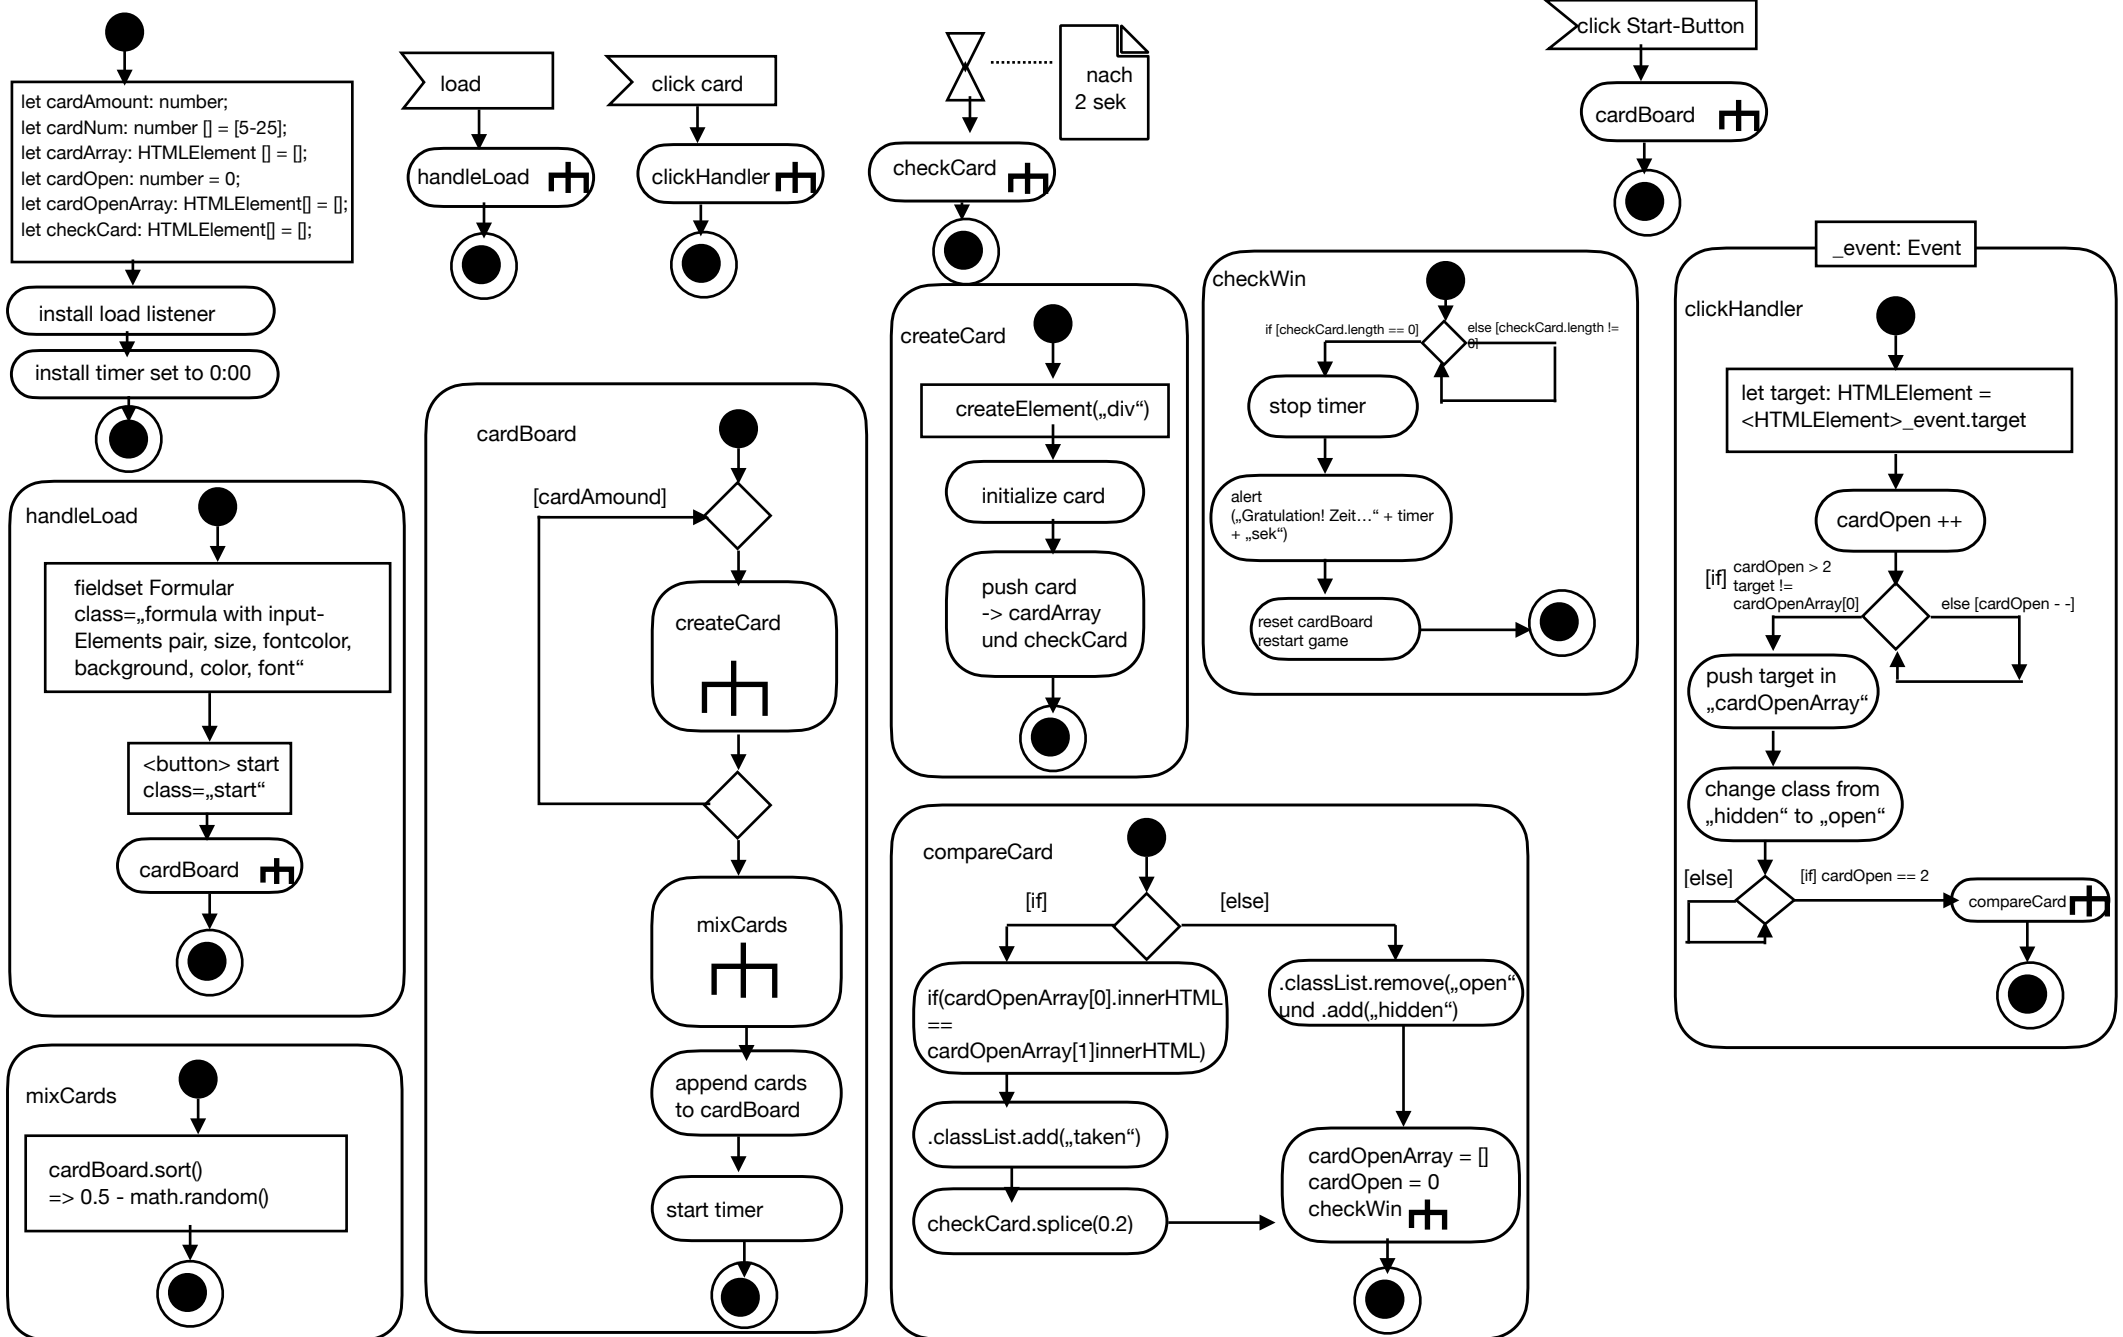 let cardAmount: number;
let cardNum: number [] = [5-25];
let cardArray: HTMLElement [] = [];
let cardOpen: number = 0;
let cardOpenArray: HTMLElement[] = [];
let checkCard: HTMLElement[] = [];
install load listener
install timer set to 0:00
load
handleLoad
click card
clickHandler
nach
2 sek
checkCard
click Start-Button
cardBoard
handleLoad
fieldset Formular
class=„formula with input-
Elements pair, size, fontcolor,
background, color, font“
<button> start
class=„start“
cardBoard
mixCards
cardBoard.sort()
=> 0.5 - math.random()
cardBoard
[cardAmound]
createCard
mixCards
append cards
to cardBoard
start timer
createCard
createElement(„div“)
initialize card
push card
-> cardArray
und checkCard
checkWin
if [checkCard.length == 0]
else [checkCard.length !=
0]
stop timer
alert
(„Gratulation! Zeit…“ + timer
+ „sek“)
reset cardBoard
restart game
compareCard
[if]
[else]
if(cardOpenArray[0].innerHTML
==
cardOpenArray[1]innerHTML)
.classList.add(„taken“)
checkCard.splice(0.2)
.classList.remove(„open“
und .add(„hidden“)
cardOpenArray = []
cardOpen = 0
checkWin
_event: Event
clickHandler
let target: HTMLElement =
<HTMLElement>_event.target
cardOpen ++
[if] cardOpen > 2
target !=
cardOpenArray[0]
else [cardOpen - -]
push target in
„cardOpenArray“
change class from
„hidden“ to „open“
[else]
[if] cardOpen == 2
compareCard